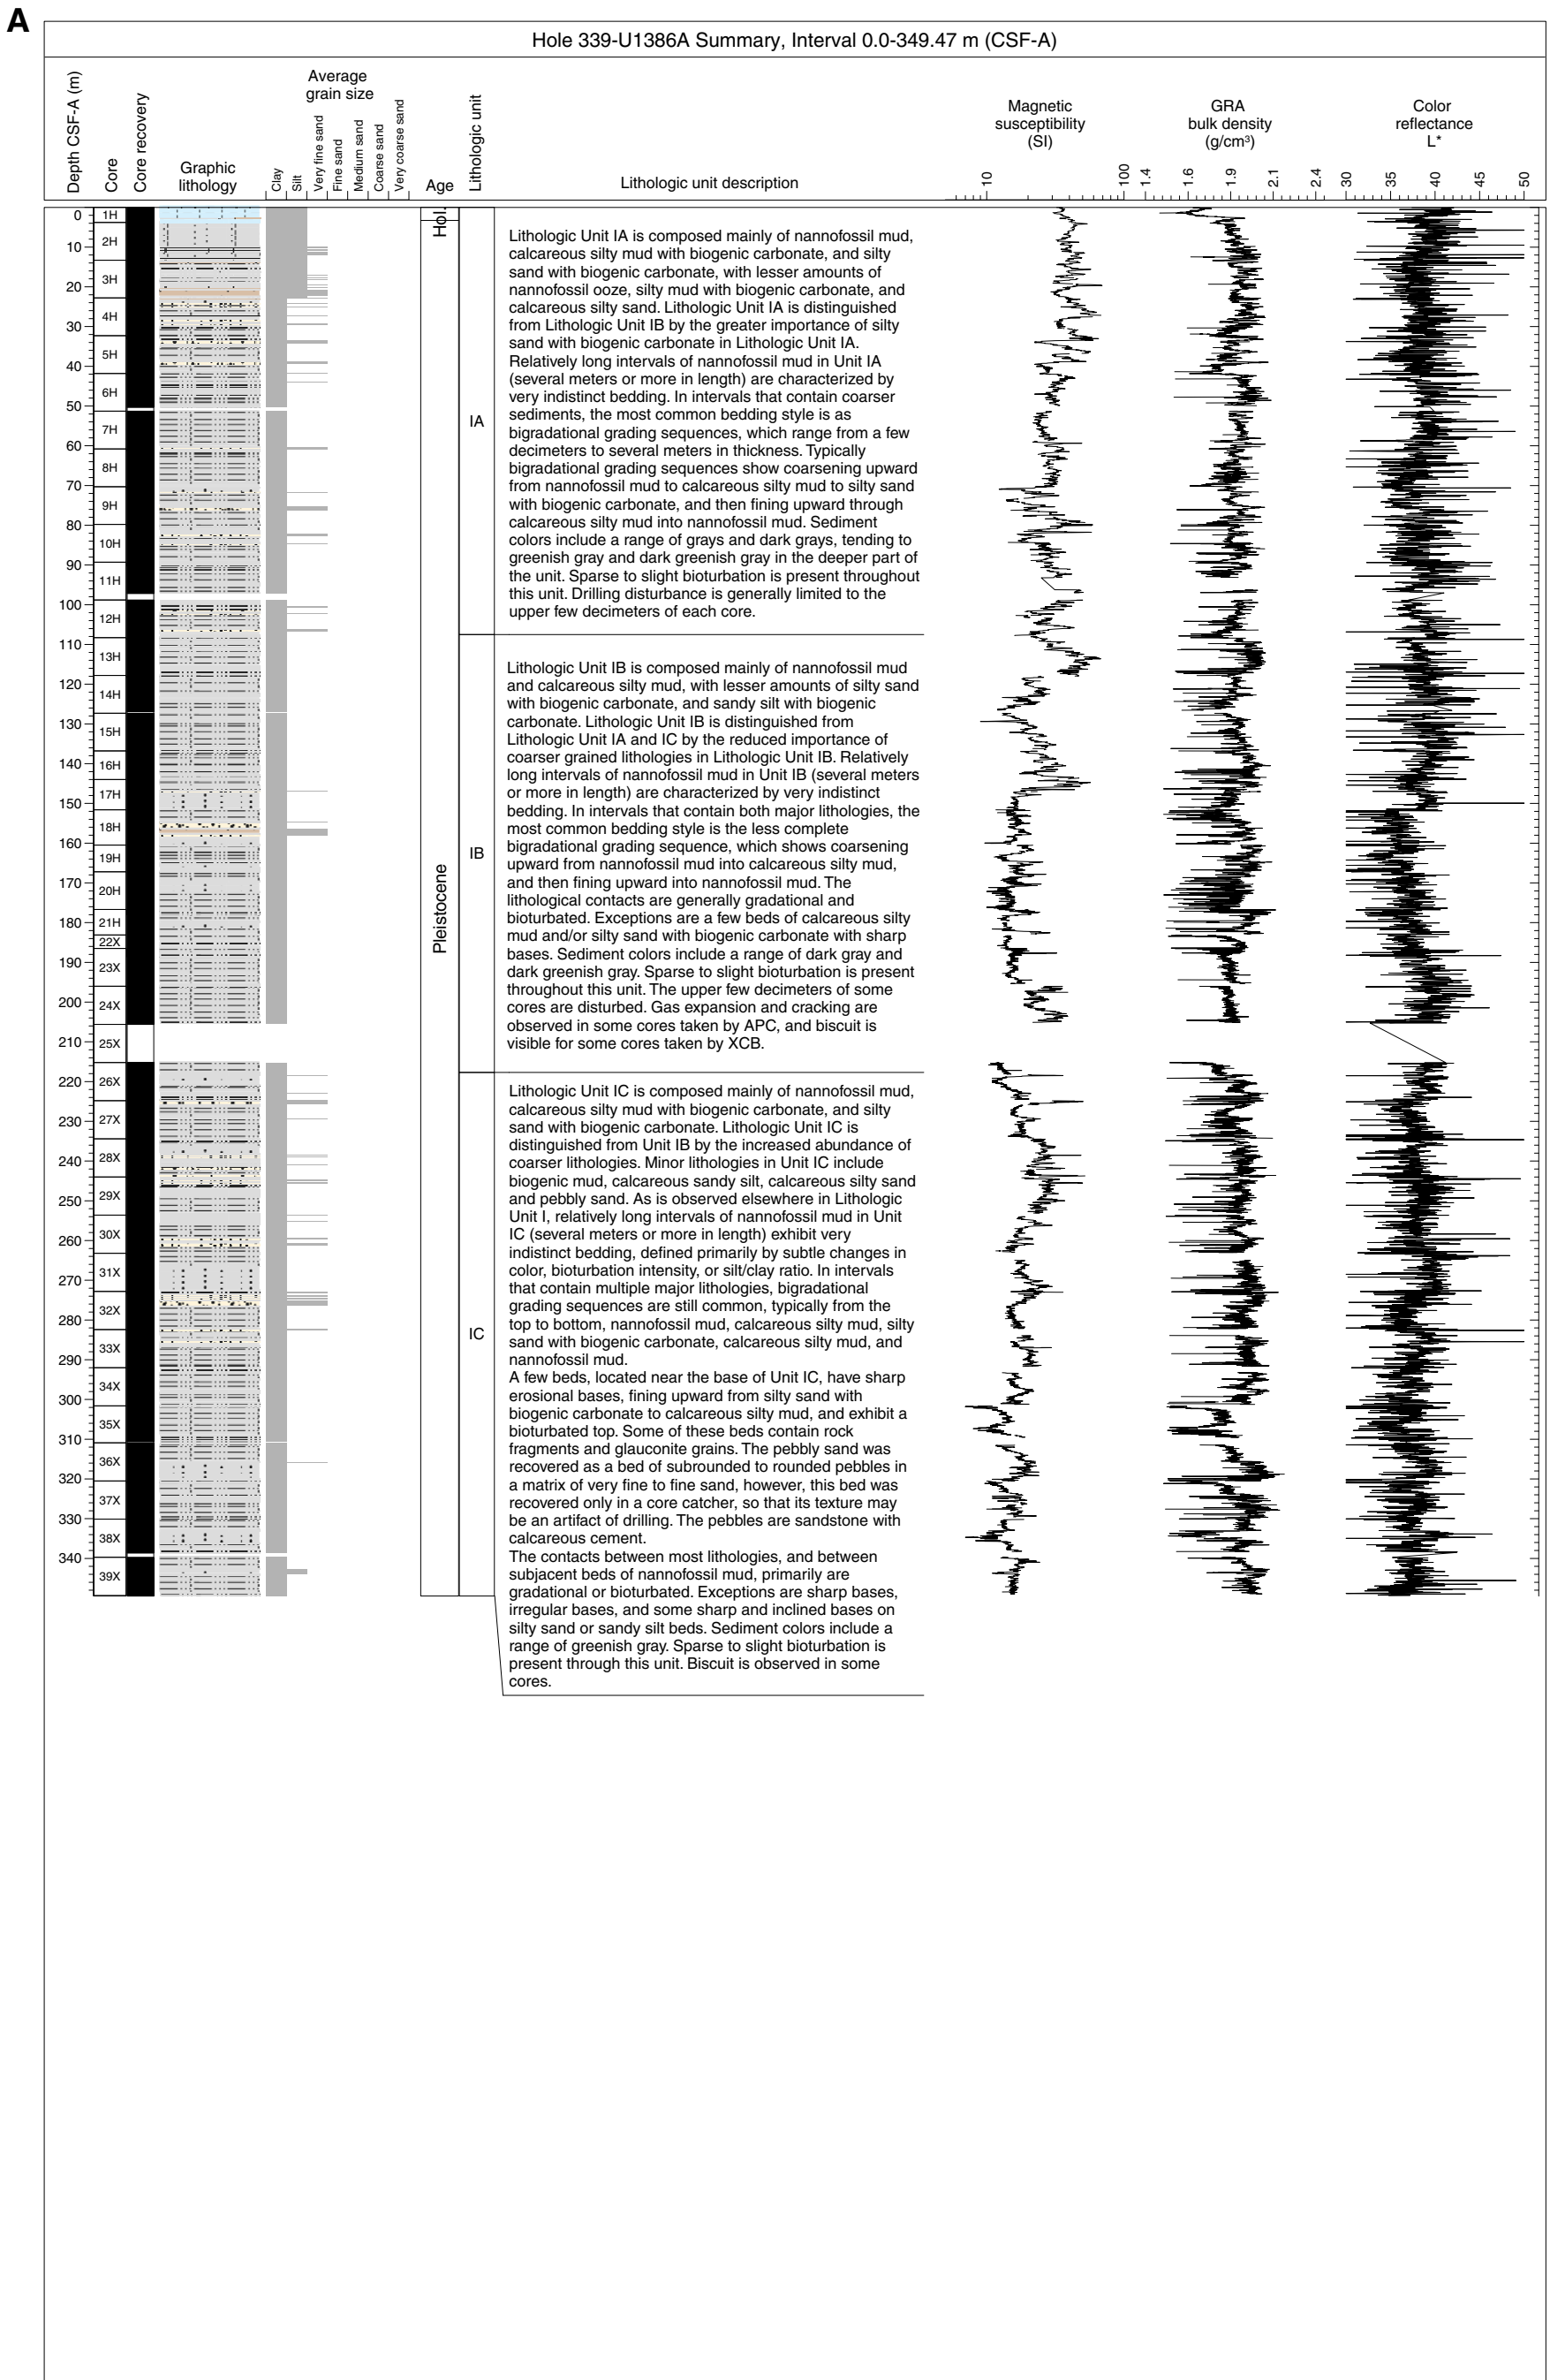 A
Hole 339-U1386A Summary, Interval 0.0-349.47 m (CSF-A)
Depth CSF-A (m)
Core
Core recovery
Graphic
lithology
Average
grain size
Clay
Silt
Very fine sand
Fine sand
Medium sand
Coarse sand
Very coarse sand
Age
Lithologic unit
Lithologic unit description
Magnetic
susceptibility
(SI)
10
100
GRA
bulk density
(g/cm³)
1.4
1.6
1.9
2.1
2.4
Color
reflectance
L*
30
35
40
45
50
0
10
20
30
40
50
60
70
80
90
100
110
120
130
140
150
160
170
180
190
200
210
220
230
240
250
260
270
280
290
300
310
320
330
340
1H
2H
3H
4H
5H
6H
7H
8H
9H
10H
11H
12H
13H
14H
15H
16H
17H
18H
19H
20H
21H
22X
23X
24X
25X
26X
27X
28X
29X
30X
31X
32X
33X
34X
35X
36X
37X
38X
39X
Hol.
Pleistocene
IA
Lithologic Unit IA is composed mainly of nannofossil mud,
calcareous silty mud with biogenic carbonate, and silty
sand with biogenic carbonate, with lesser amounts of
nannofossil ooze, silty mud with biogenic carbonate, and
calcareous silty sand. Lithologic Unit IA is distinguished
from Lithologic Unit IB by the greater importance of silty
sand with biogenic carbonate in Lithologic Unit IA.
Relatively long intervals of nannofossil mud in Unit IA
(several meters or more in length) are characterized by
very indistinct bedding. In intervals that contain coarser
sediments, the most common bedding style is as
bigradational grading sequences, which range from a few
decimeters to several meters in thickness. Typically
bigradational grading sequences show coarsening upward
from nannofossil mud to calcareous silty mud to silty sand
with biogenic carbonate, and then fining upward through
calcareous silty mud into nannofossil mud. Sediment
colors include a range of grays and dark grays, tending to
greenish gray and dark greenish gray in the deeper part of
the unit. Sparse to slight bioturbation is present throughout
this unit. Drilling disturbance is generally limited to the
upper few decimeters of each core.
IB
Lithologic Unit IB is composed mainly of nannofossil mud
and calcareous silty mud, with lesser amounts of silty sand
with biogenic carbonate, and sandy silt with biogenic
carbonate. Lithologic Unit IB is distinguished from
Lithologic Unit IA and IC by the reduced importance of
coarser grained lithologies in Lithologic Unit IB. Relatively
long intervals of nannofossil mud in Unit IB (several meters
or more in length) are characterized by very indistinct
bedding. In intervals that contain both major lithologies, the
most common bedding style is the less complete
bigradational grading sequence, which shows coarsening
upward from nannofossil mud into calcareous silty mud,
and then fining upward into nannofossil mud. The
lithological contacts are generally gradational and
bioturbated. Exceptions are a few beds of calcareous silty
mud and/or silty sand with biogenic carbonate with sharp
bases. Sediment colors include a range of dark gray and
dark greenish gray. Sparse to slight bioturbation is present
throughout this unit. The upper few decimeters of some
cores are disturbed. Gas expansion and cracking are
observed in some cores taken by APC, and biscuit is
visible for some cores taken by XCB.
IC
Lithologic Unit IC is composed mainly of nannofossil mud,
calcareous silty mud with biogenic carbonate, and silty
sand with biogenic carbonate. Lithologic Unit IC is
distinguished from Unit IB by the increased abundance of
coarser lithologies. Minor lithologies in Unit IC include
biogenic mud, calcareous sandy silt, calcareous silty sand
and pebbly sand. As is observed elsewhere in Lithologic
Unit I, relatively long intervals of nannofossil mud in Unit
IC (several meters or more in length) exhibit very
indistinct bedding, defined primarily by subtle changes in
color, bioturbation intensity, or silt/clay ratio. In intervals
that contain multiple major lithologies, bigradational
grading sequences are still common, typically from the
top to bottom, nannofossil mud, calcareous silty mud, silty
sand with biogenic carbonate, calcareous silty mud, and
nannofossil mud.
A few beds, located near the base of Unit IC, have sharp
erosional bases, fining upward from silty sand with
biogenic carbonate to calcareous silty mud, and exhibit a
bioturbated top. Some of these beds contain rock
fragments and glauconite grains. The pebbly sand was
recovered as a bed of subrounded to rounded pebbles in
a matrix of very fine to fine sand, however, this bed was
recovered only in a core catcher, so that its texture may
be an artifact of drilling. The pebbles are sandstone with
calcareous cement.
The contacts between most lithologies, and between
subjacent beds of nannofossil mud, primarily are
gradational or bioturbated. Exceptions are sharp bases,
irregular bases, and some sharp and inclined bases on
silty sand or sandy silt beds. Sediment colors include a
range of greenish gray. Sparse to slight bioturbation is
present through this unit. Biscuit is observed in some
cores.